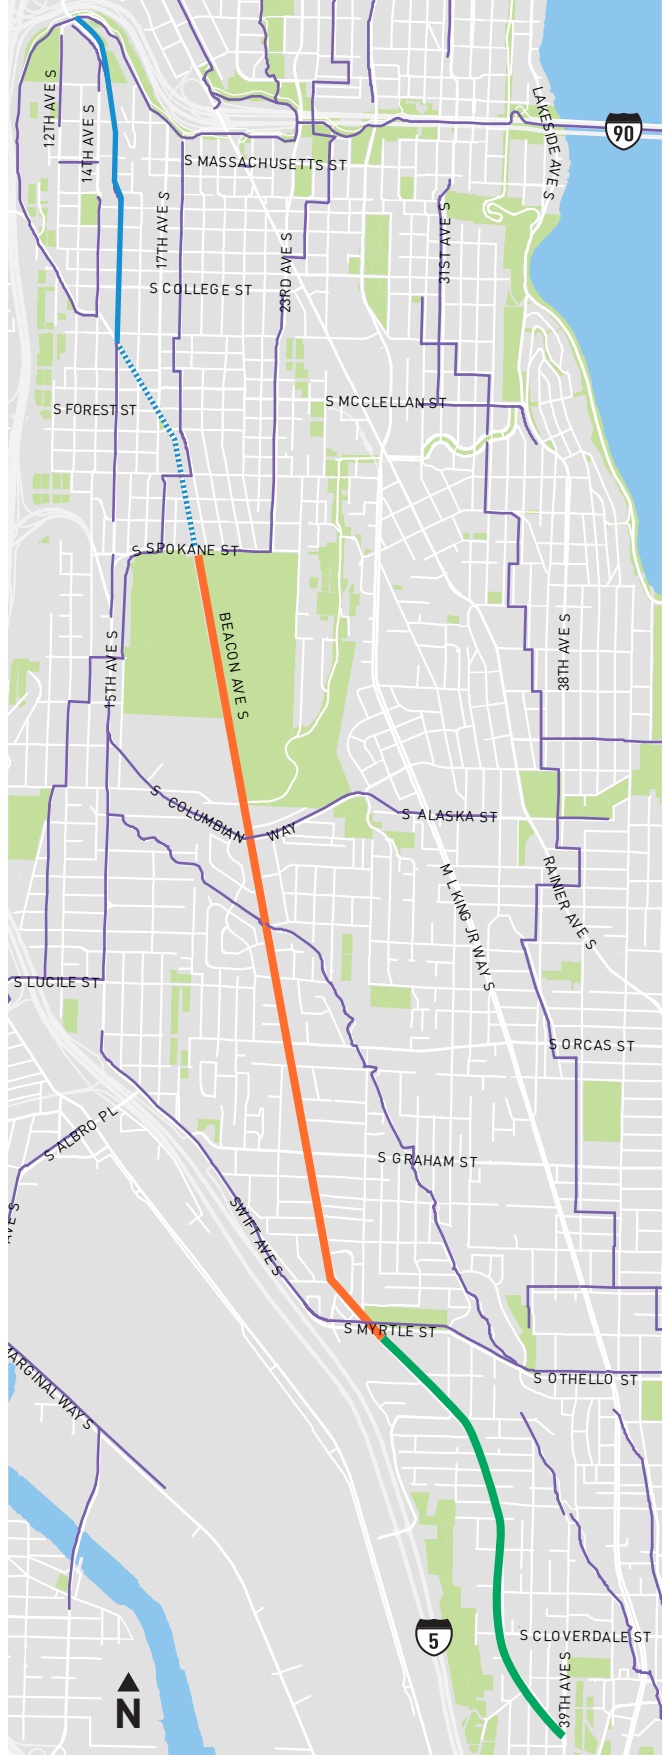 12TH AVE S
14TH AVE S
LAKESIDE AVE S
90
S MASSACHUSETTS ST
17TH AVE S
31ST AVE S
23RD AVE S
S COLLEGE ST
S MCCLELLAN ST
S FOREST ST
S SPOKANE ST
BEACON AVE S
15TH AVE S
38TH AVE S
S COLUMBIAN WAY
S ALASKA ST
M L KING JR WAY S
RAINIER AVE S
S LUCILE ST
S ORCAS ST
S ALBRO PL
S GRAHAM ST
AVE S
SWIFT AVE S
S MYRTLE ST
MARGINAL WAY S
S OTHELLO ST
5
S CLOVERDALE ST
39TH AVE S
N